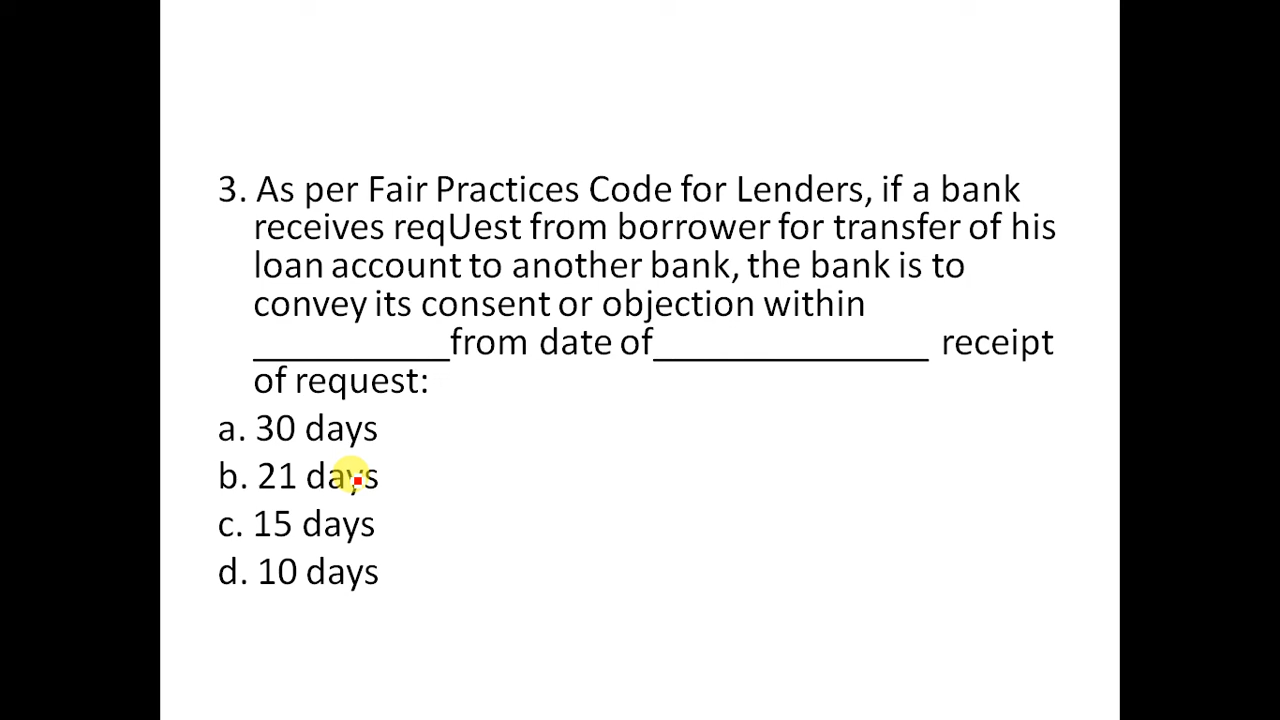 3. As per Fair Practices Code for Lenders, if a bank
receives reqUest from borrower for transfer of his
loan account to another bank, the bank is to
convey its consent or objection within
__________from date of______________ receipt
of request:
a. 30 days
b. 21 days
c. 15 days
d. 10 days